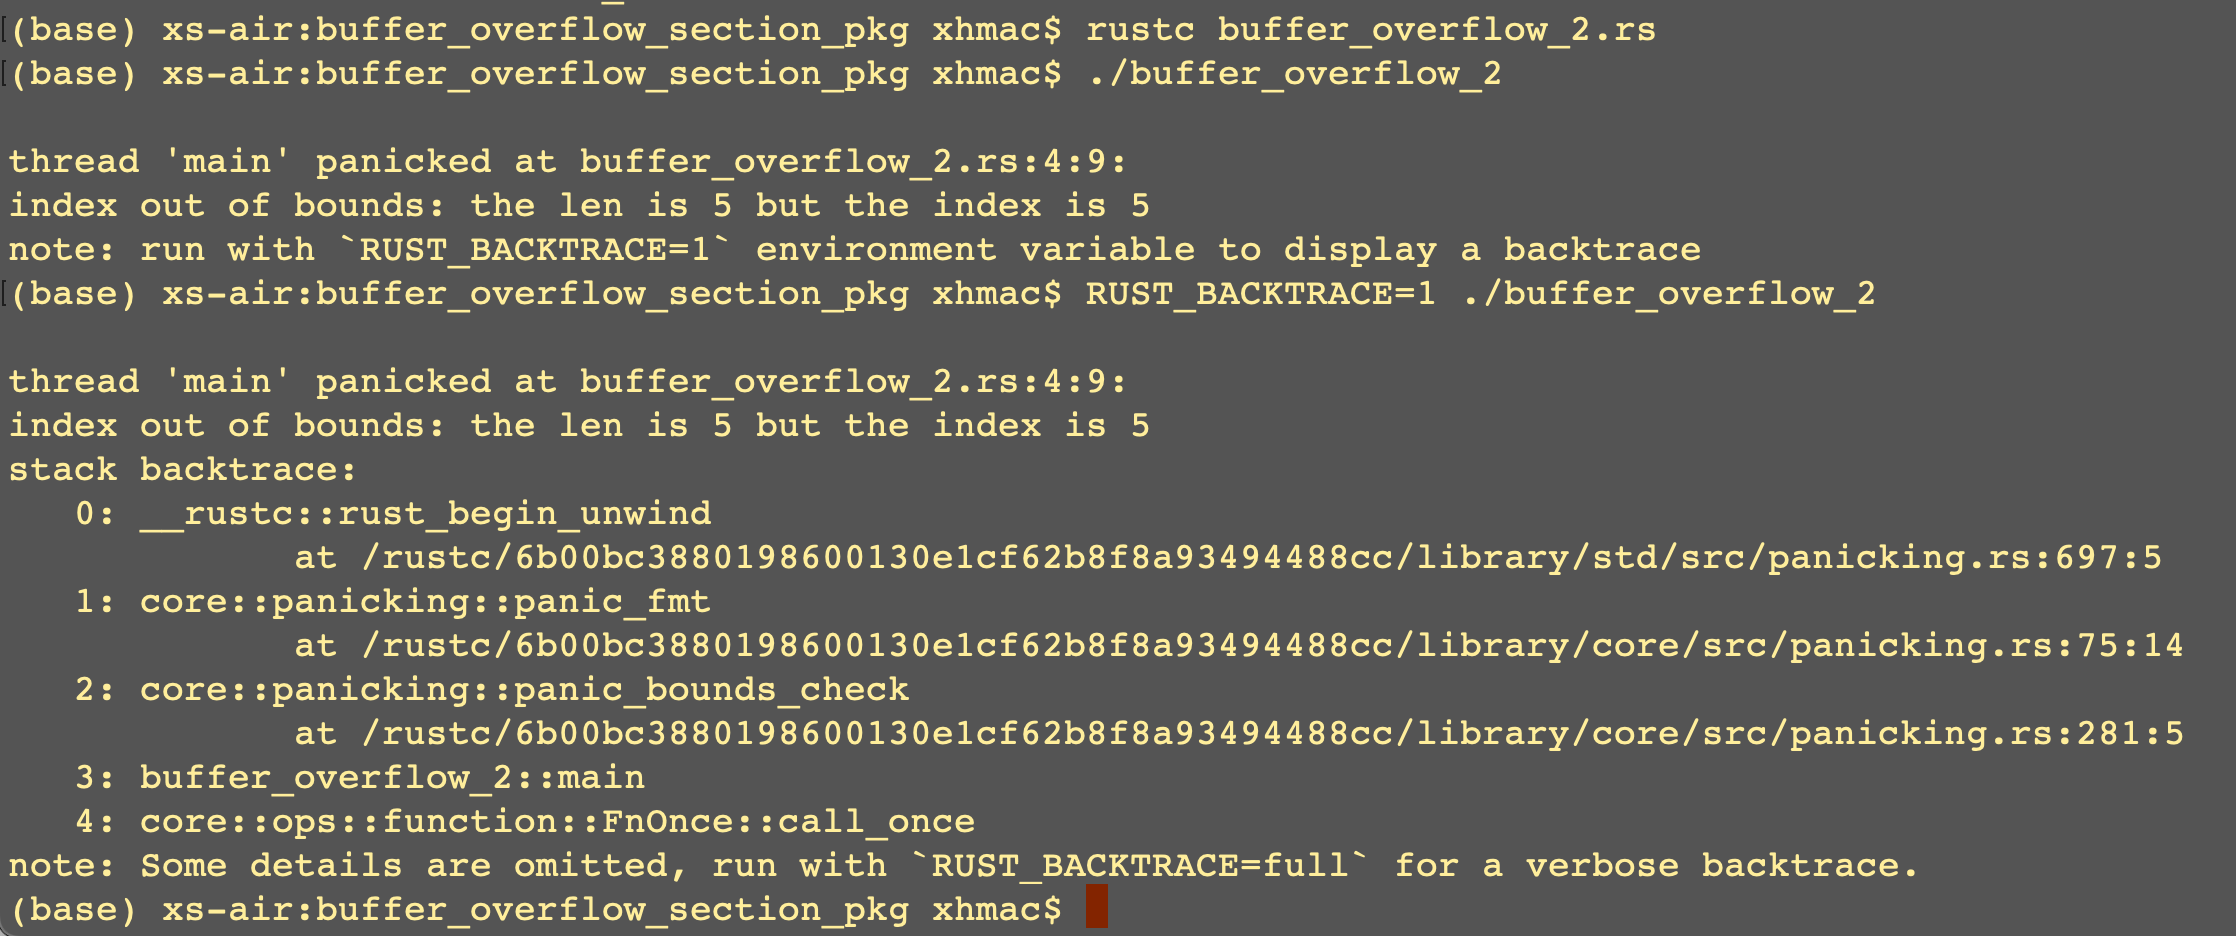 (base) xs-air:buffer_overflow_section_pkg xhmac$ rustc buffer_overflow_2.rs
(base) xs-air:buffer_overflow_section_pkg xhmac$ ./buffer_overflow_2

thread 'main' panicked at buffer_overflow_2.rs:4:9:
index out of bounds: the len is 5 but the index is 5
note: run with `RUST_BACKTRACE=1` environment variable to display a backtrace
(base) xs-air:buffer_overflow_section_pkg xhmac$ RUST_BACKTRACE=1 ./buffer_overflow_2

thread 'main' panicked at buffer_overflow_2.rs:4:9:
index out of bounds: the len is 5 but the index is 5
stack backtrace:
   0: __rustc::rust_begin_unwind
             at /rustc/6b00bc3880198600130e1cf62b8f8a93494488cc/library/std/src/panicking.rs:697:5
   1: core::panicking::panic_fmt
             at /rustc/6b00bc3880198600130e1cf62b8f8a93494488cc/library/core/src/panicking.rs:75:14
   2: core::panicking::panic_bounds_check
             at /rustc/6b00bc3880198600130e1cf62b8f8a93494488cc/library/core/src/panicking.rs:281:5
   3: buffer_overflow_2::main
   4: core::ops::function::FnOnce::call_once
note: Some details are omitted, run with `RUST_BACKTRACE=full` for a verbose backtrace.
(base) xs-air:buffer_overflow_section_pkg xhmac$